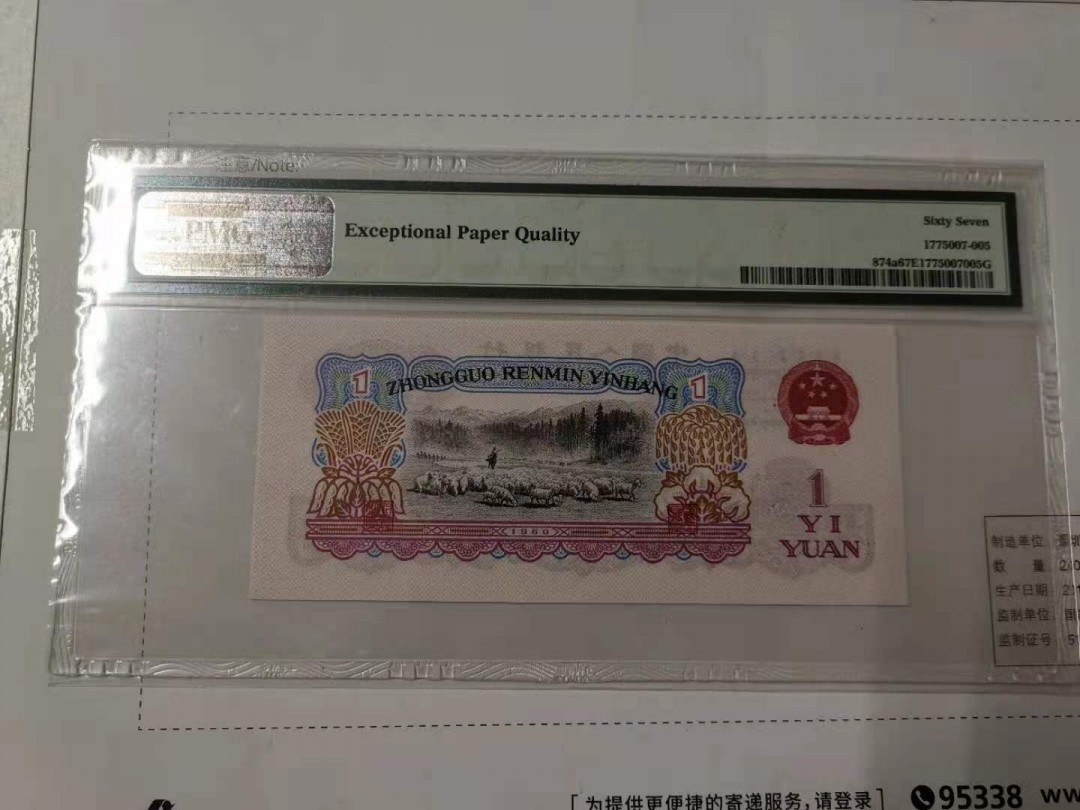 注意/Note:
PMG
Exceptional Paper Quality
Sixty Seven
1775007-005
874a67E1775007005G
1
ZHONGGUO RENMIN YINHANG
1
1960
1
YI
YUAN
制造单位
数 量
生产日期
监制单位
监制证号
[为提供更便捷的寄递服务,请登录]
95338